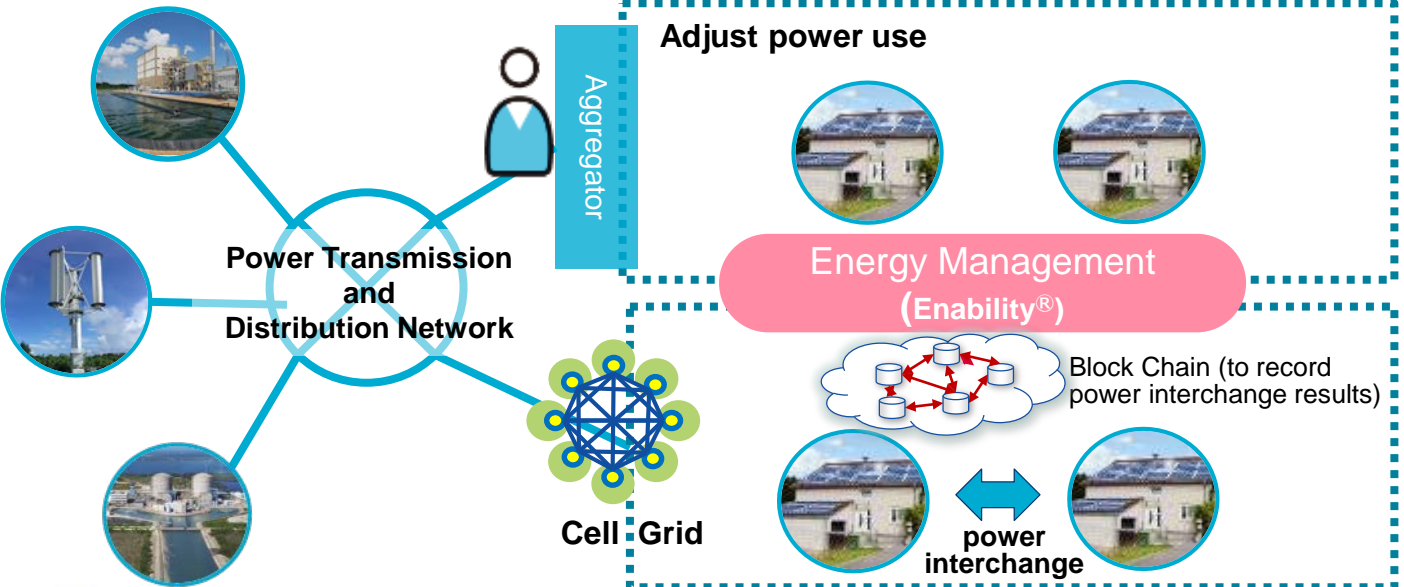 Adjust power use
Aggregator
Power Transmission
and
Distribution Network
Energy Management
(Enability®)
Block Chain (to record
power interchange results)
Cell Grid
power
interchange